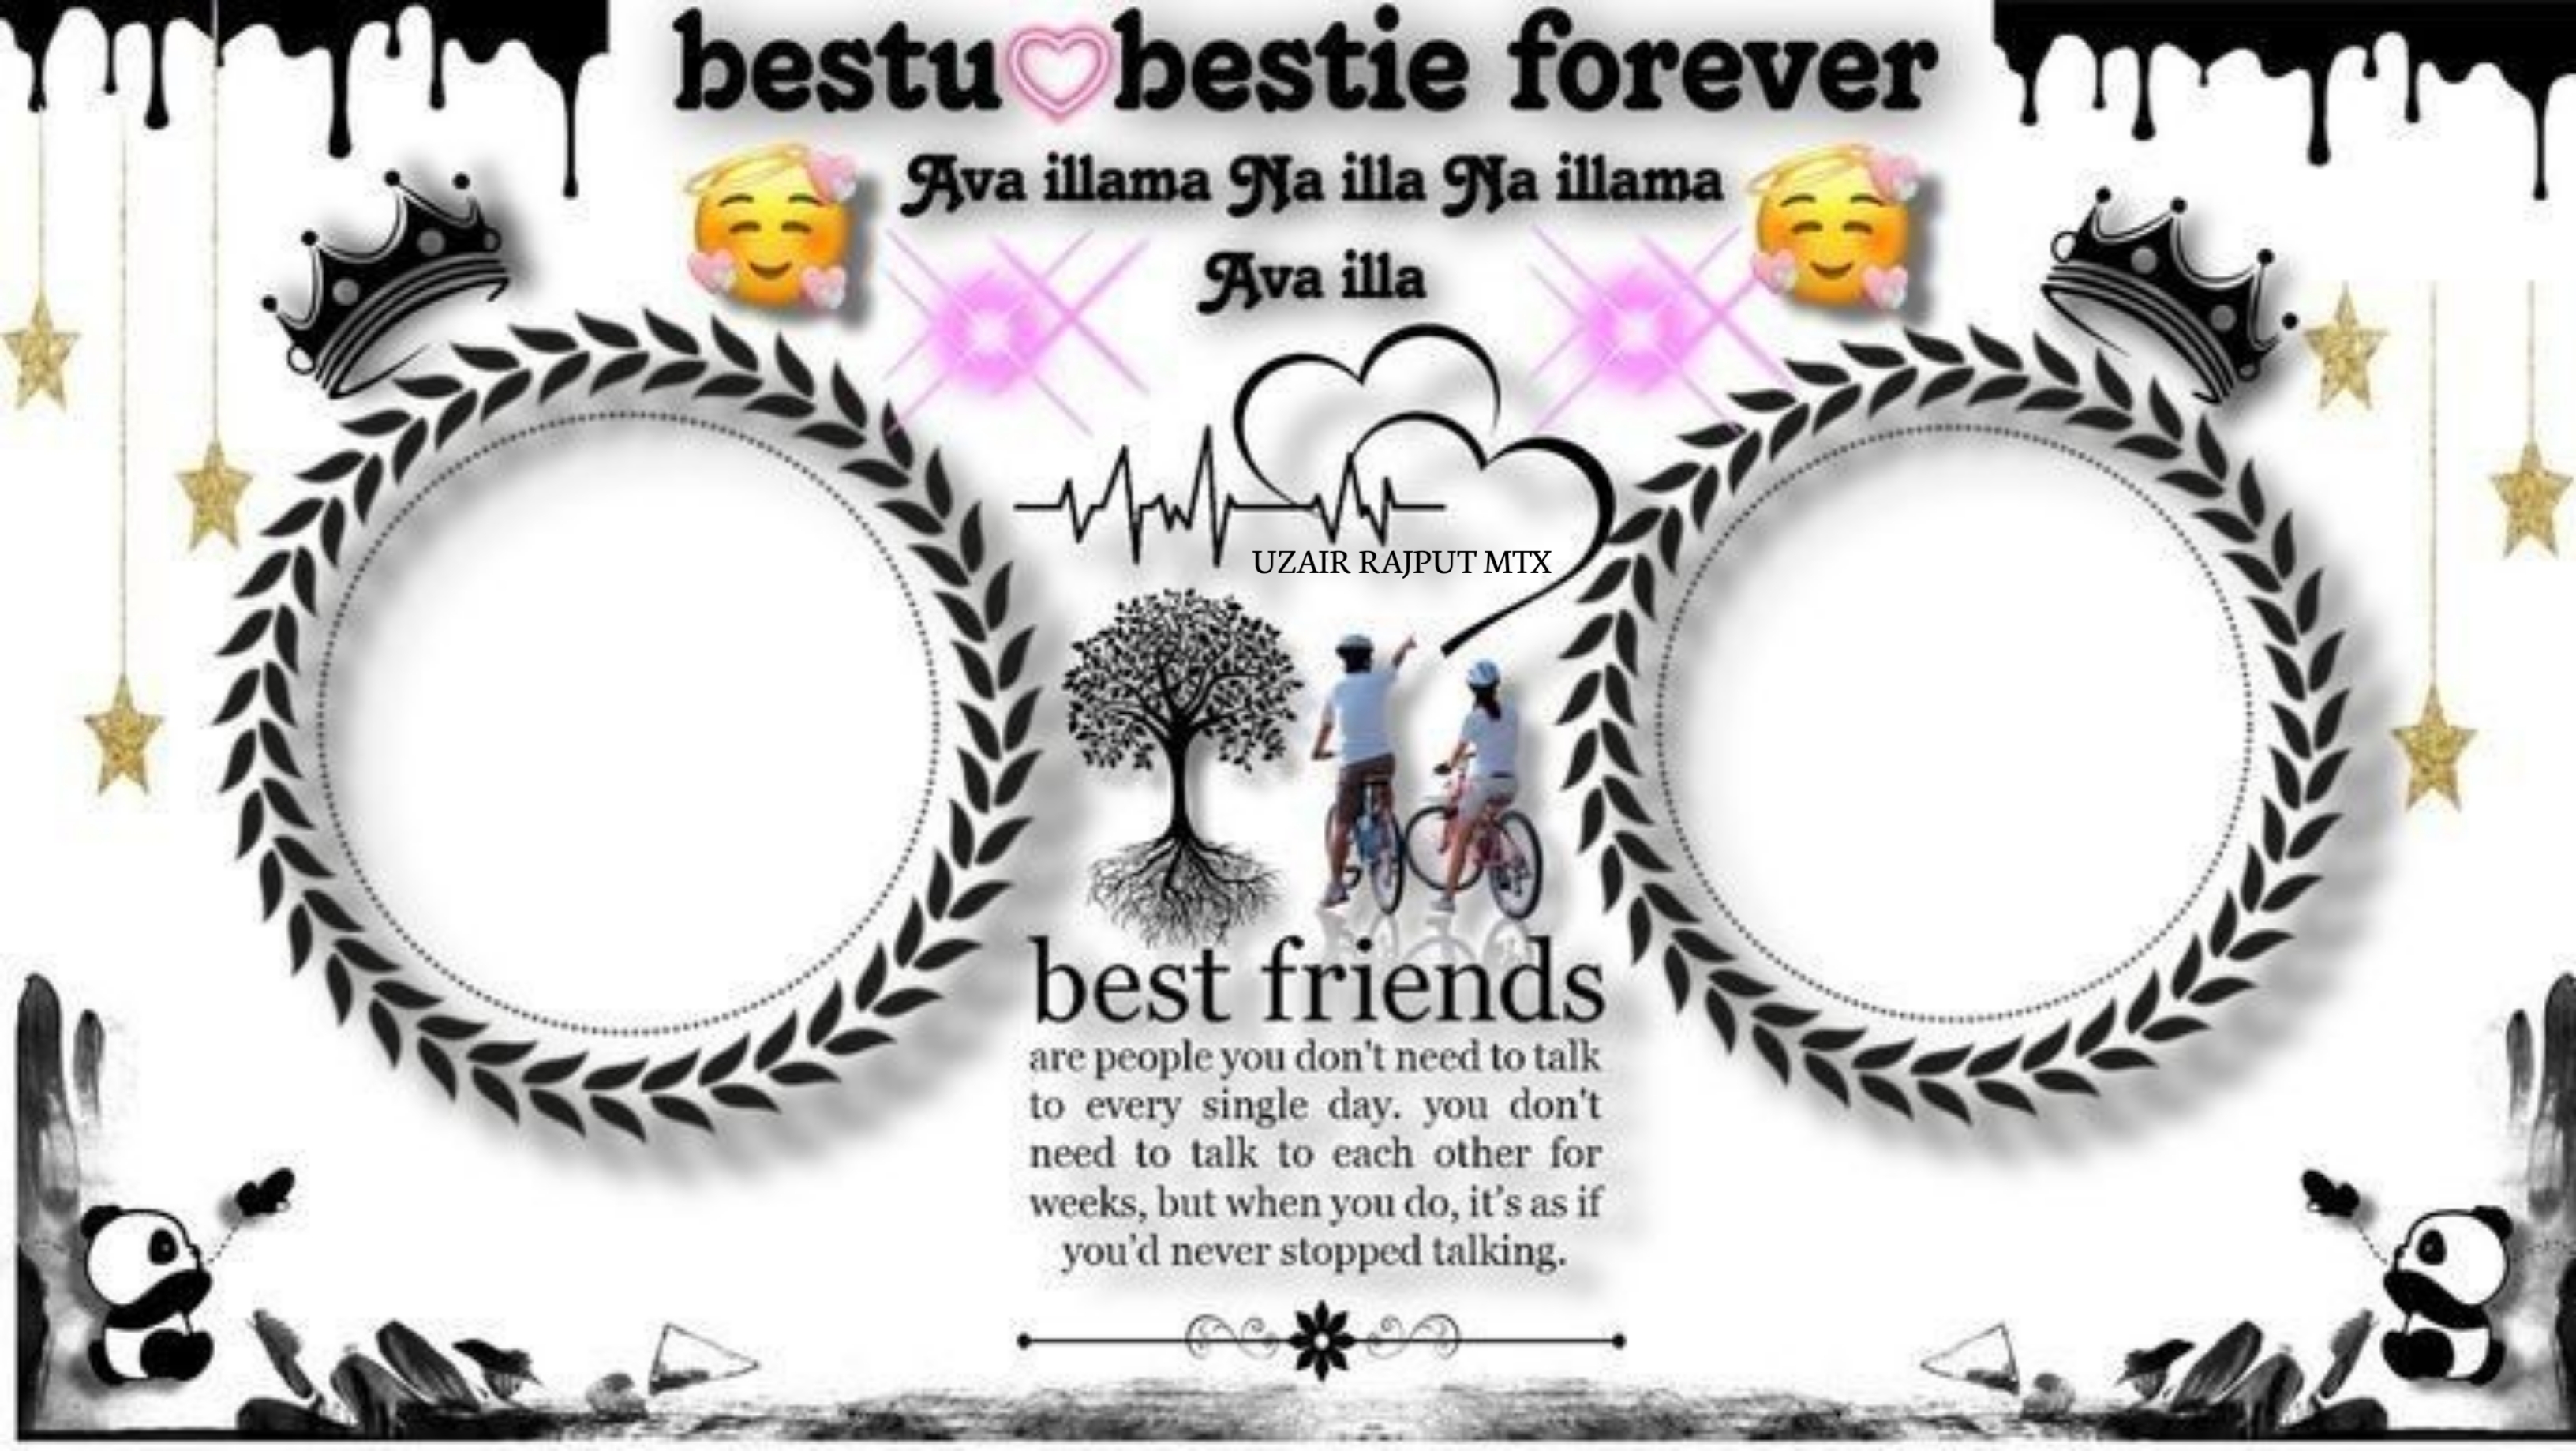 bestu♡bestie forever
Ava illama Na illa Na illama
Ava illa
UZAIR RAJPUT MTX
best friends
are people you don't need to talk
to every single day. you don't
need to talk to each other for
weeks, but when you do, it's as if
you'd never stopped talking.